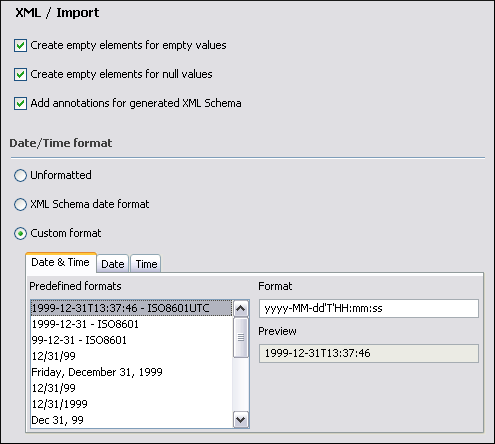 XML / Import
Create empty elements for empty values
Create empty elements for null values
Add annotations for generated XML Schema
Date/Time format
Unformatted
XML Schema date format
Custom format
Date & Time Date Time
Predefined formats
1999-12-31T13:37:46 - ISO8601UTC
1999-12-31 - ISO8601
99-12-31 - ISO8601
12/31/99
Friday, December 31, 1999
12/31/99
12/31/1999
Dec 31, 99
Format
yyyy-MM-dd'T'HH:mm:ss
Preview
1999-12-31T13:37:46